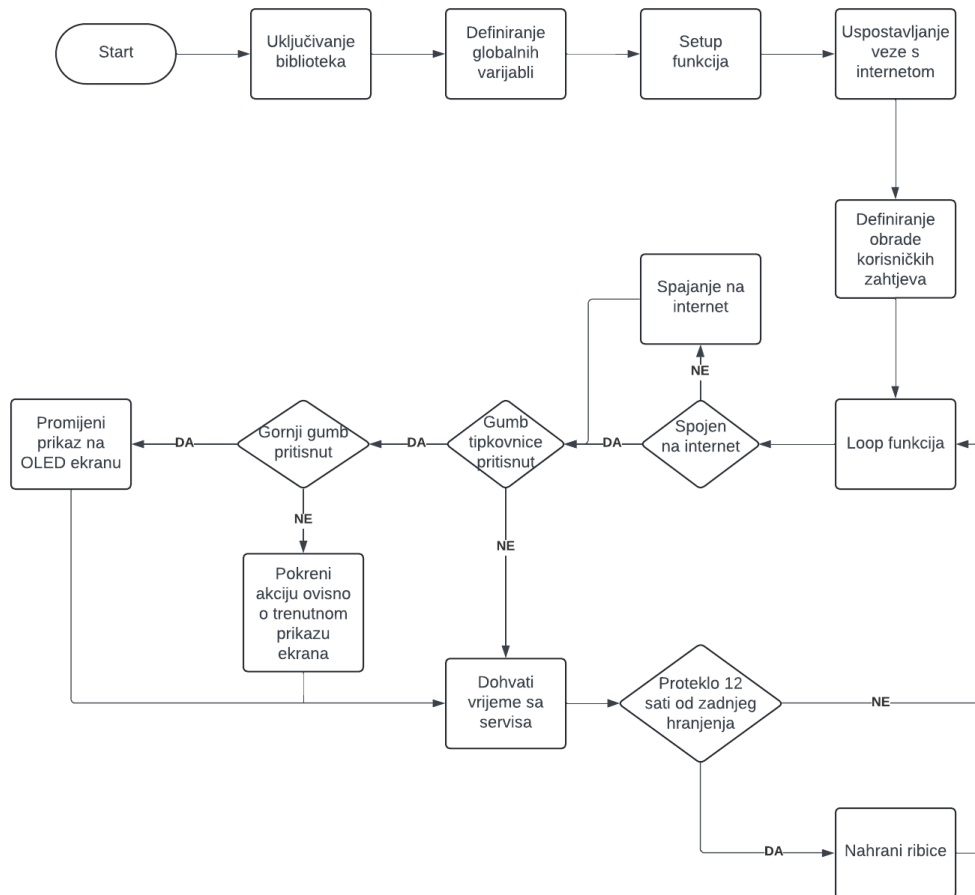 Start
Uključivanje
biblioteka
Definiranje
globalnih
varijabli
Setup
funkcija
Uspostavljanje
veze s
internetom
Definiranje
obrade
korisničkih
zahtjeva
Spajanje na
internet
NE
Promijeni
prikaz na
OLED ekranu
DA
Gornji gumb
pritisnut
DA
Gumb
tipkovnice
pritisnut
DA
Spojen
na internet
Loop funkcija
NE
NE
Pokreni
akciju ovisno
o trenutnom
prikazu
ekrana
Dohvati
vrijeme sa
servisa
Proteklo 12
sati od zadnjeg
hranjenja
NE
DA
Nahrani ribice